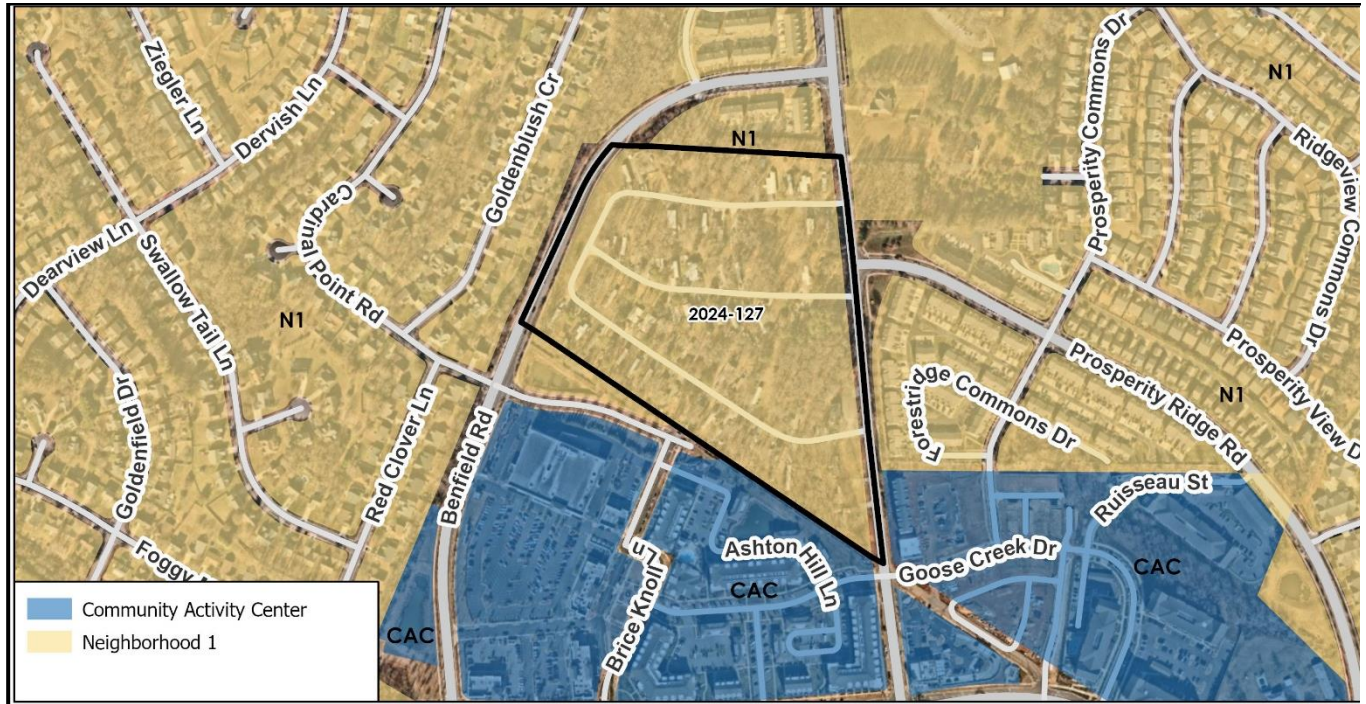 Ziegler Ln
Dervish Ln
Goldenblush Cr
Prosperity Commons Dr
N1
Ridgeview Commons Dr
N1
Cardinal Point Rd
Dearview Ln
Swallow Tail Ln
N1
2024-127
Prosperity Ridge Rd
Prosperity View D
N1
Goldenfield Dr
Red Clover Ln
Benfield Rd
Forestridge Commons Dr
Ruisseau St
Foggy
Brice Knoll Ln
Ashton Hill Ln
Goose Creek Dr
CAC
CAC
CAC
Community Activity Center
Neighborhood 1